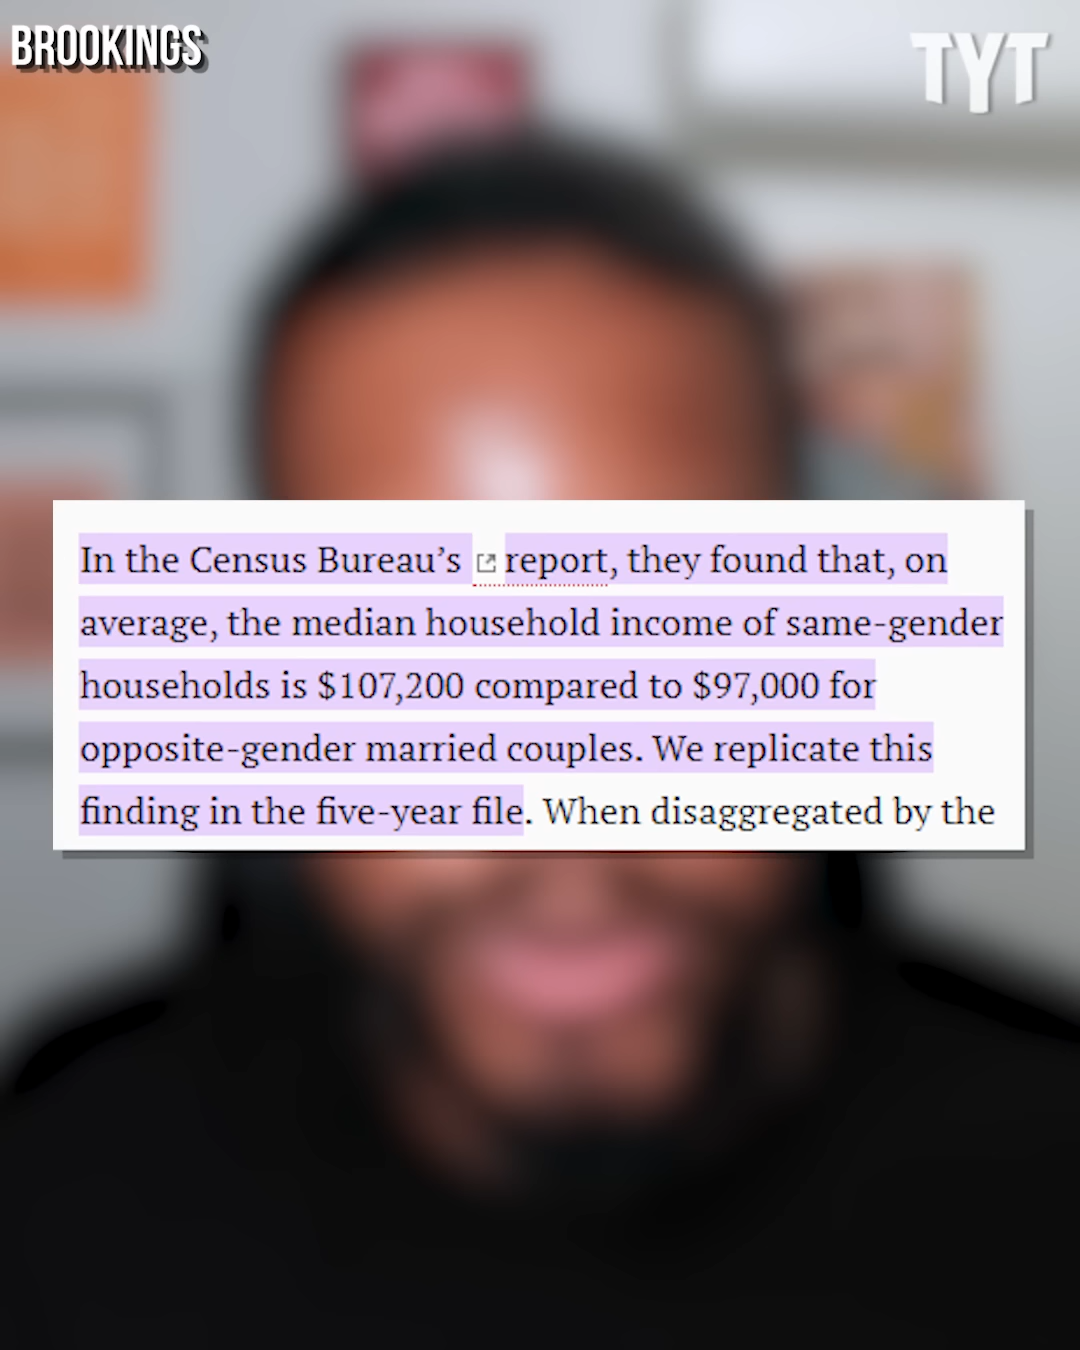 BROOKINGS
TYT
In the Census Bureau’s report, they found that, on
average, the median household income of same-gender
households is $107,200 compared to $97,000 for
opposite-gender married couples. We replicate this
finding in the five-year file. When disaggregated by the